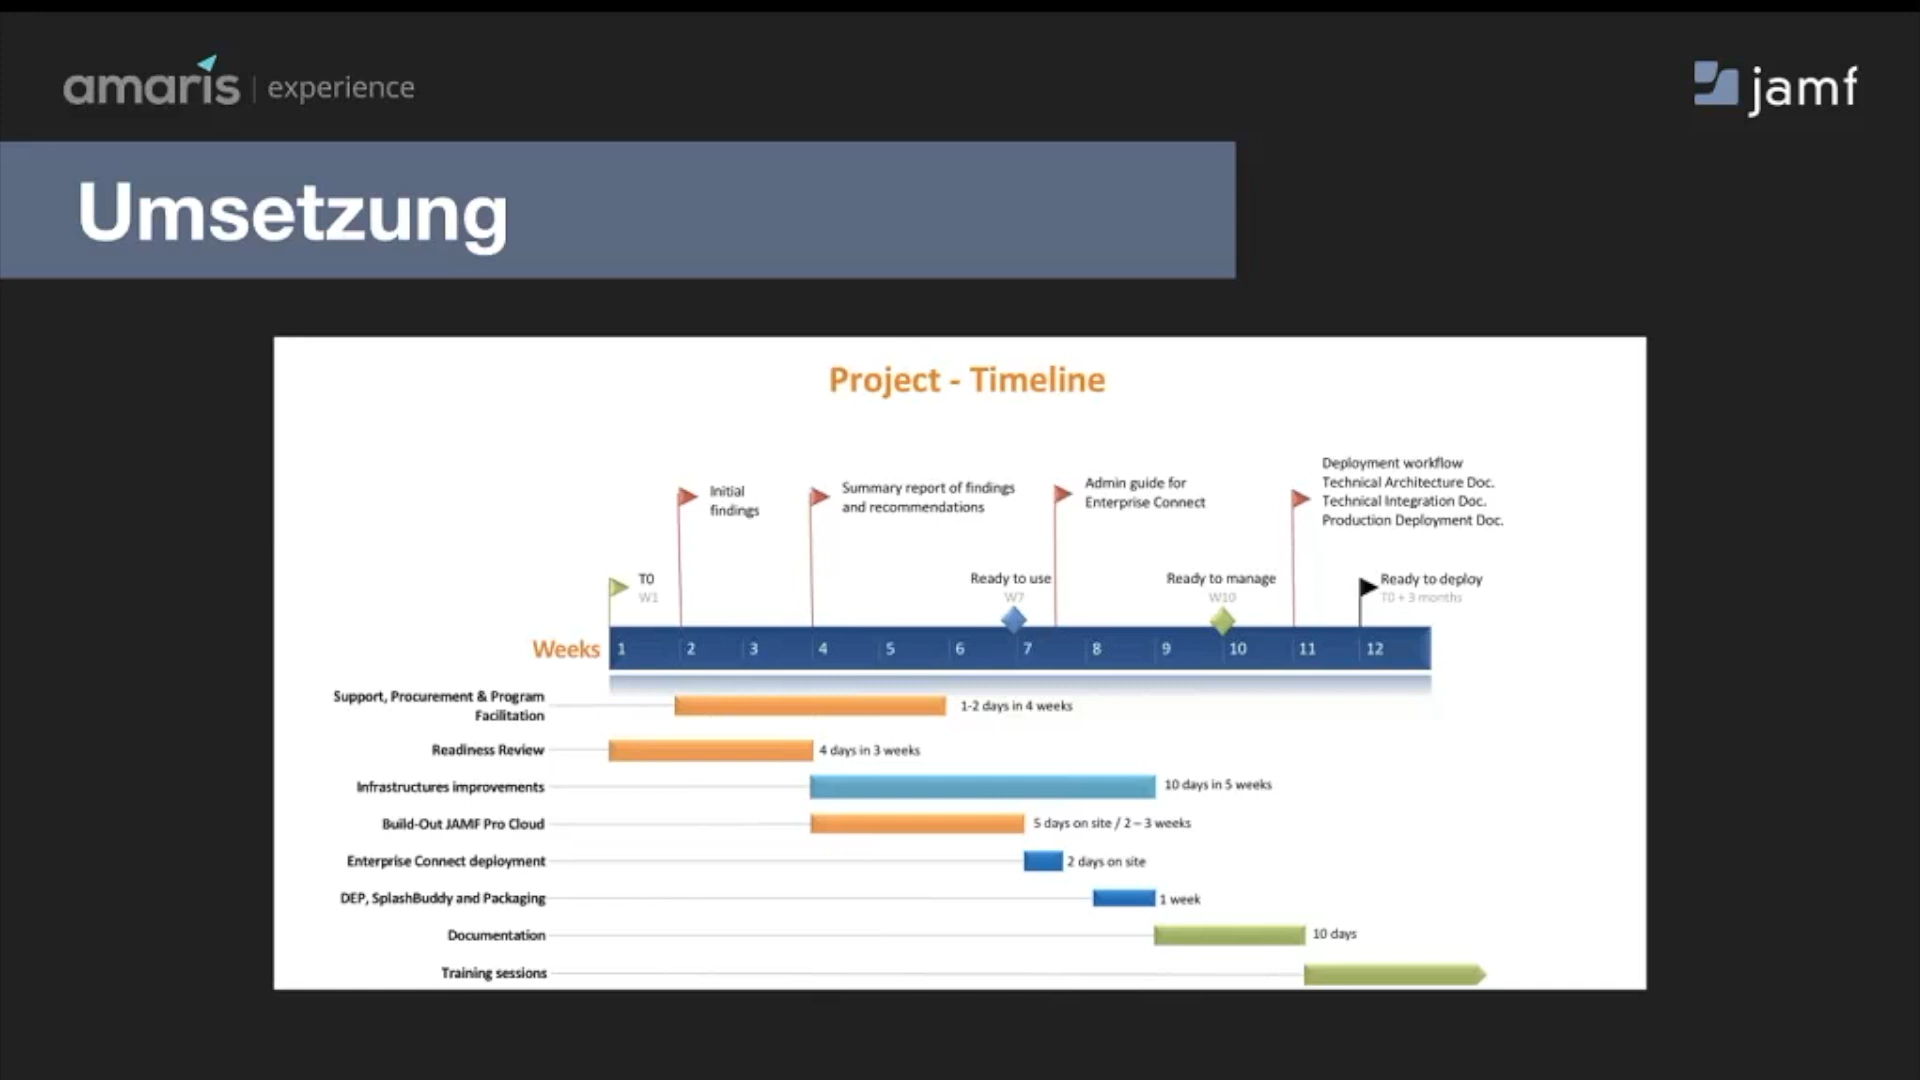 amaris | experience
jamf
Umsetzung
Project - Timeline
Initial
findings
Summary report of findings
and recommendations
Admin guide for
Enterprise Connect
Deployment workflow
Technical Architecture Doc.
Technical Integration Doc.
Production Deployment Doc.
T0
W1
Ready to use
W7
Ready to manage
W10
Ready to deploy
T0 + 3 months
Weeks 1 2 3 4 5 6 7 8 9 10 11 12
Support, Procurement & Program
Facilitation
1-2 days in 4 weeks
Readiness Review 4 days in 3 weeks
Infrastructures improvements 10 days in 5 weeks
Build-Out JAMF Pro Cloud 5 days on site / 2 – 3 weeks
Enterprise Connect deployment 2 days on site
DEP, SplashBuddy and Packaging 1 week
Documentation 10 days
Training sessions